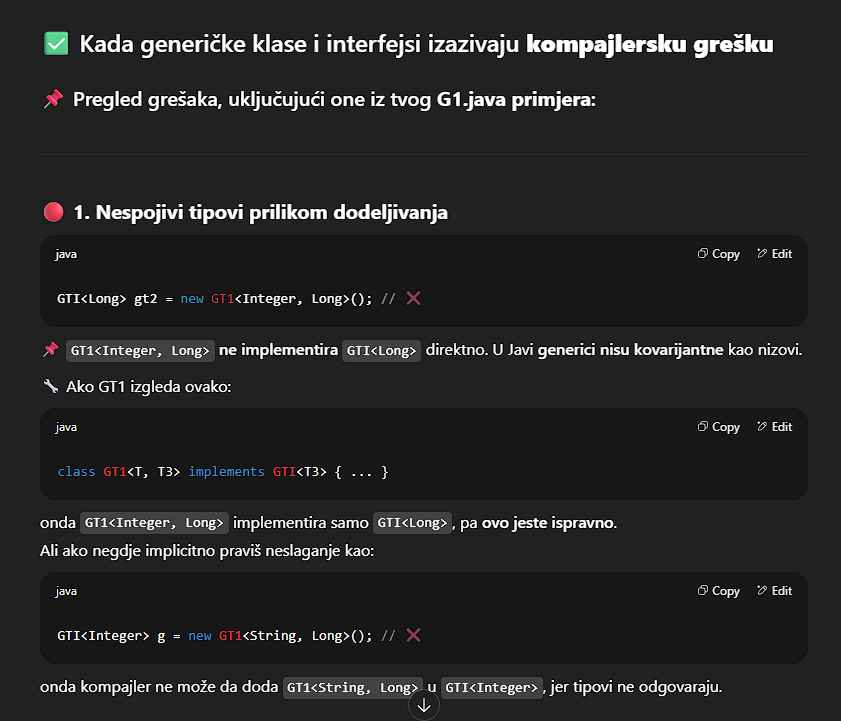 ✅ Kada generičke klase i interfejsi izazivaju kompajlersku grešku
📌 Pregled grešaka, uključujući one iz tvog G1.java primjera:
🔴 1. Nespojivi tipovi prilikom dodeljivanja
java Copy Edit
GTI<Long> gt2 = new GT1<Integer, Long>(); // ❌
📌 GT1<Integer, Long> ne implementira GTI<Long> direktno. U Javi generici nisu kovarijantne kao nizovi.
🔧 Ako GT1 izgleda ovako:
java Copy Edit
class GT1<T, T3> implements GTI<T3> { ... }
onda GT1<Integer, Long> implementira samo GTI<Long>, pa ovo jeste ispravno.
Ali ako negdje implicitno praviš neslaganje kao:
java Copy Edit
GTI<Integer> g = new GT1<String, Long>(); // ❌
onda kompajler ne može da doda GT1<String, Long> u GTI<Integer>, jer tipovi ne odgovaraju.